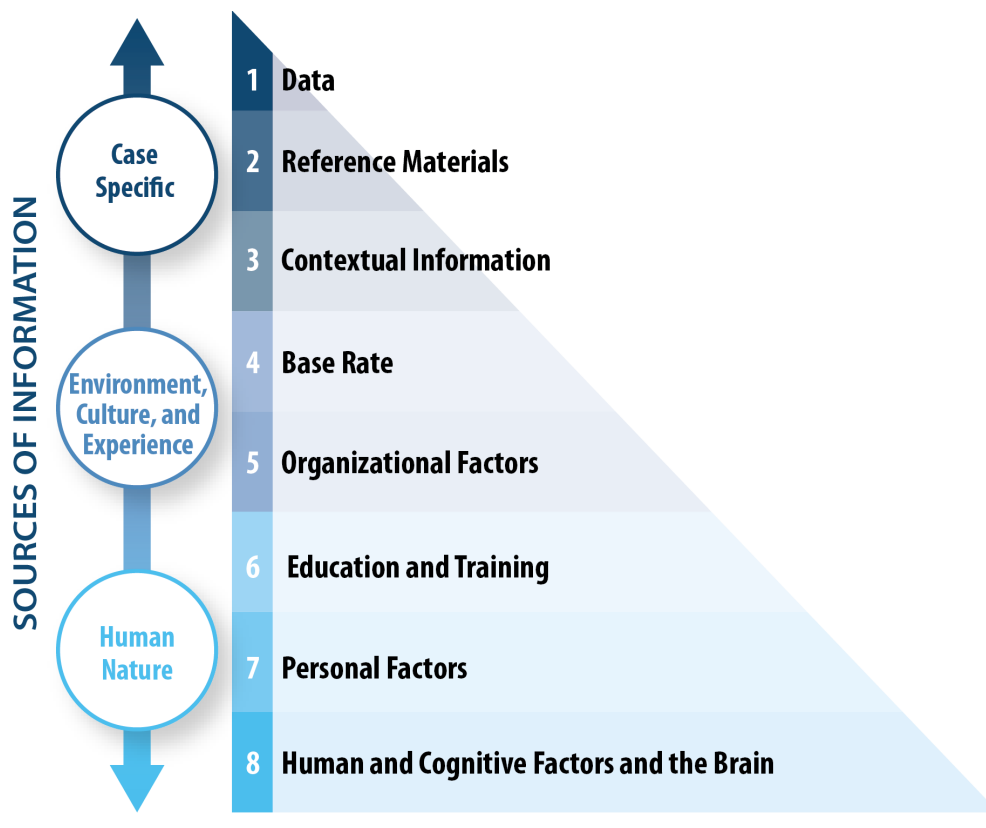 SOURCES OF INFORMATION
Case
Specific
Environment,
Culture, and
Experience
Human
Nature
1 Data
2 Reference Materials
3 Contextual Information
4 Base Rate
5 Organizational Factors
6 Education and Training
7 Personal Factors
8 Human and Cognitive Factors and the Brain